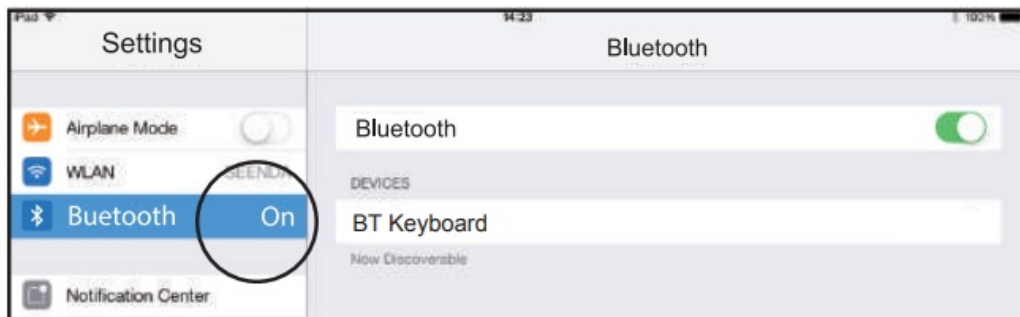 iPad 14:23 100%
Settings
Bluetooth
Airplane Mode
WLAN SEENDA
Buetooth On
Notification Center
Bluetooth
DEVICES
BT Keyboard
Now Discoverable